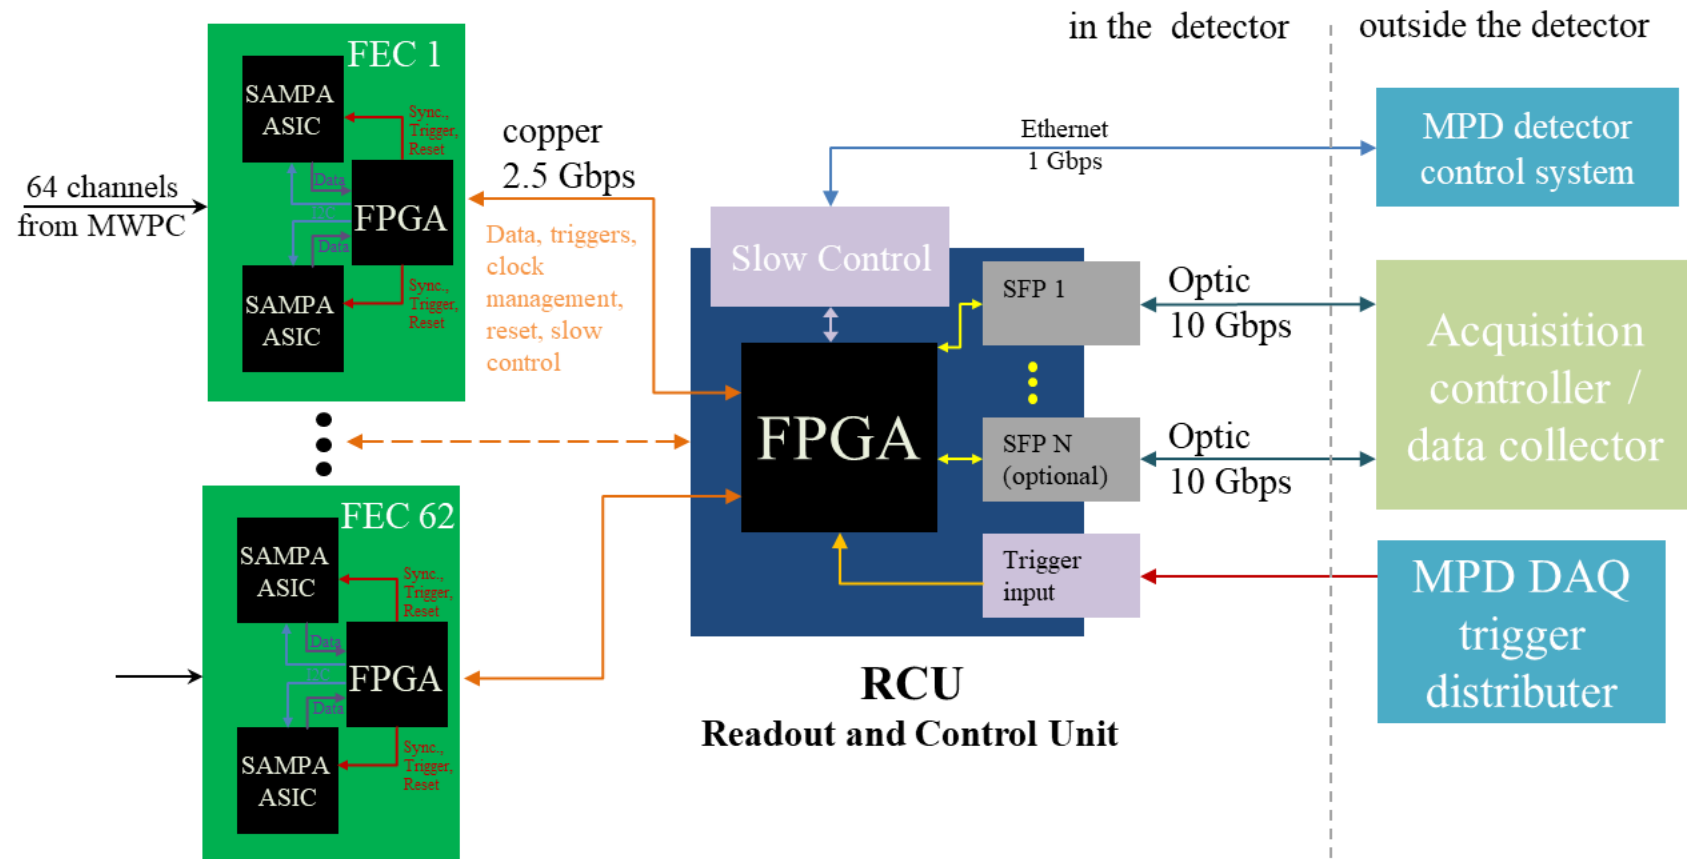 in the detector
outside the detector
FEC 1
SAMPA
ASIC
Sync.,
Trigger,
Reset
Data
FPGA
Data
SAMPA
ASIC
Sync.,
Trigger,
Reset
64 channels
from MWPC
copper
2.5 Gbps
Data, triggers,
clock
management,
reset, slow
control
Ethernet
1 Gbps
MPD detector
control system
Slow Control
SFP 1
FPGA
SFP N
(optional)
Trigger
input
Optic
10 Gbps
Optic
10 Gbps
Acquisition
controller /
data collector
MPD DAQ
trigger
distributer
RCU
Readout and Control Unit
FEC 62
SAMPA
ASIC
Sync.,
Trigger,
Reset
Data
FPGA
Data
SAMPA
ASIC
Sync.,
Trigger,
Reset